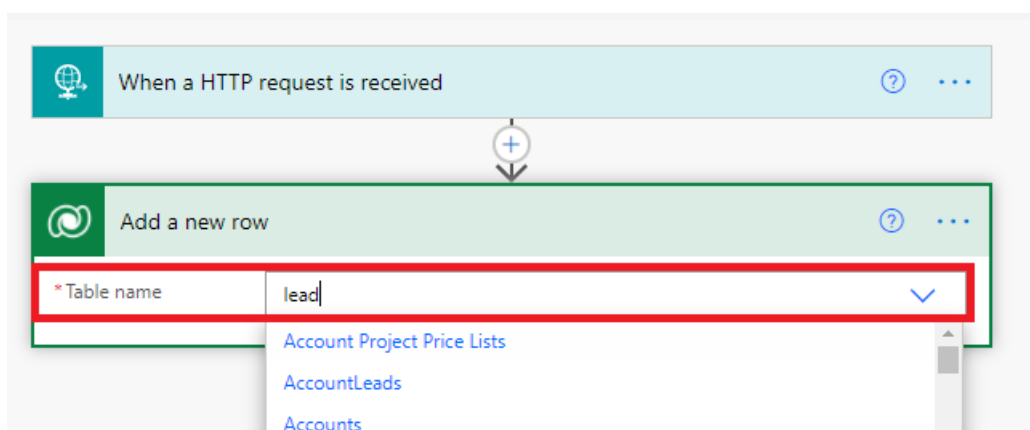 When a HTTP request is received
Add a new row
* Table name lead
Account Project Price Lists
AccountLeads
Accounts